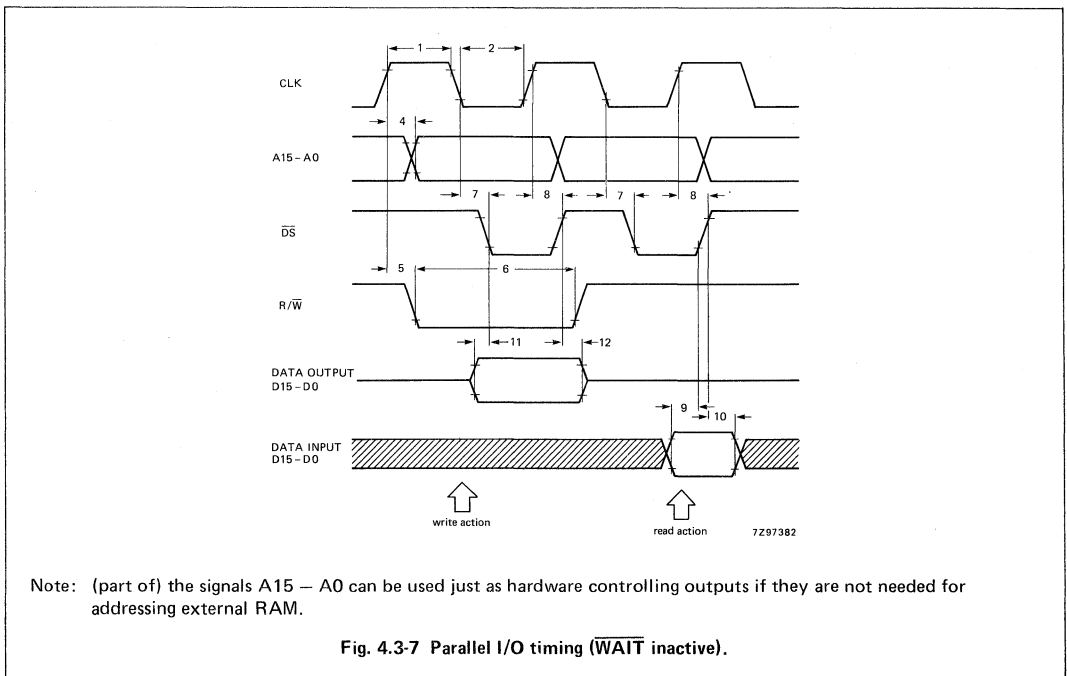 1 2
CLK
4
A15-A0
7 8 7 8
DS
5 6
R/W
11 12
DATA OUTPUT
D15-D0
9 10
DATA INPUT
D15-D0
write action
read action
7Z97382
Note: (part of) the signals A15 — A0 can be used just as hardware controlling outputs if they are not needed for
addressing external RAM.
Fig. 4.3-7 Parallel I/O timing (WAIT inactive).